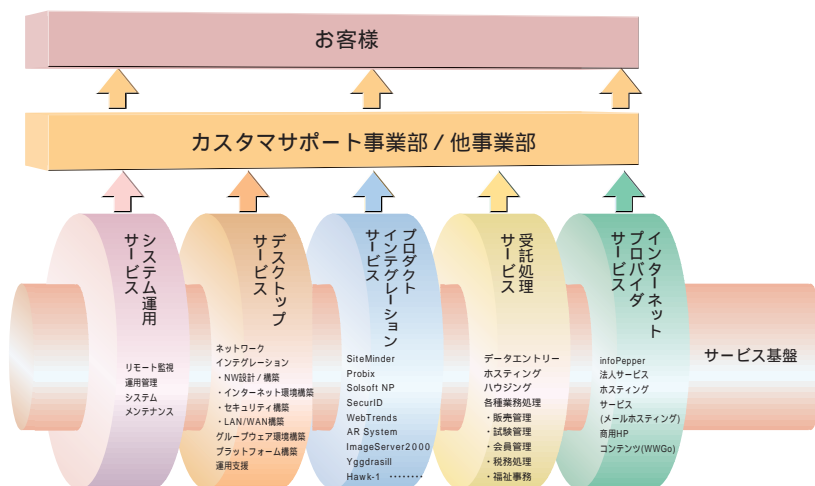 お客様
カスタマサポート事業部 / 他事業部
システム運用
サービス
リモート監視
運用管理
システム
メンテナンス
デスクトップ
サービス
ネットワーク
インテグレーション
・NW設計 / 構築
・インターネット環境構築
・セキュリティ構築
・LAN/WAN構築
グループウェア環境構築
プラットフォーム構築
運用支援
プロダクト
インテグレーション
サービス
SiteMinder
Probix
Solsoft NP
SecurID
WebTrends
AR System
ImageServer2000
Yggdrasill
Hawk-1 ・・・・・・・・
受託処理
サービス
データエントリー
ホスティング
ハウジング
各種業務処理
・販売管理
・試験管理
・会員管理
・税務処理
・福祉事務
インターネット
プロバイダ
サービス
infoPepper
法人サービス
ホスティング
サービス
(メールホスティング)
商用HP
コンテンツ(WWGo)
サービス基盤